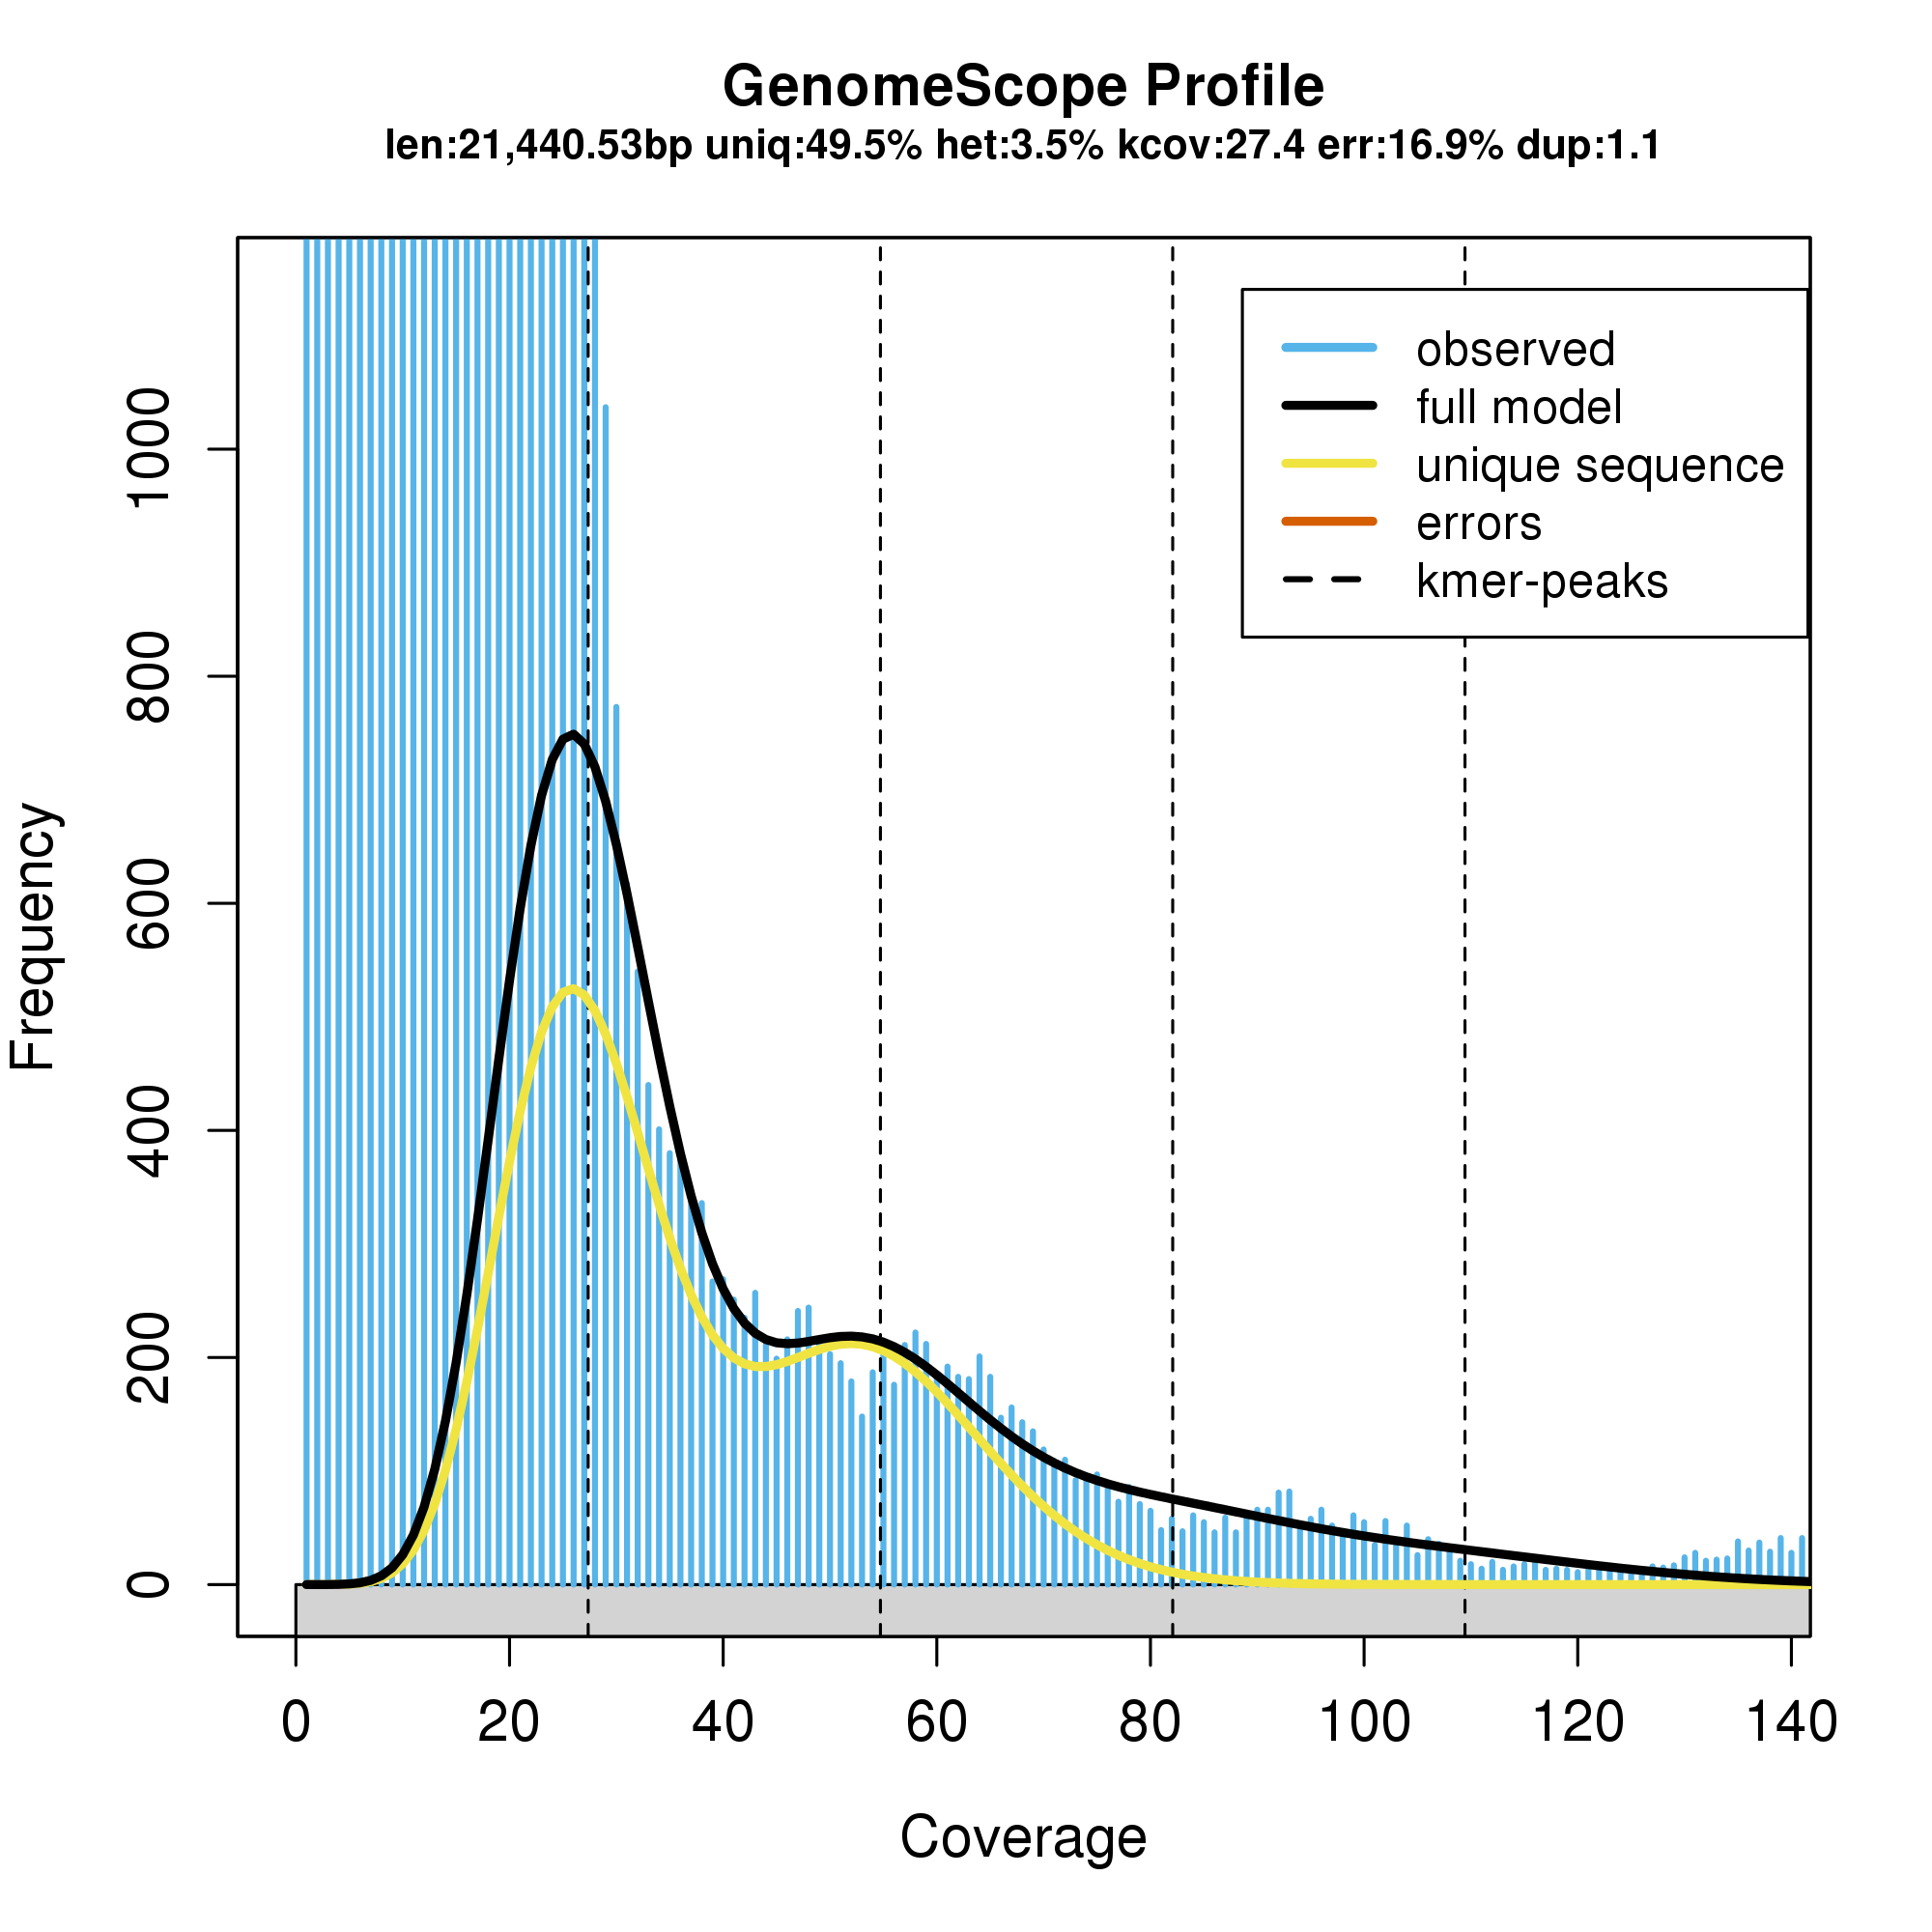 GenomeScope Profile
len:21,440.53bp uniq:49.5% het:3.5% kcov:27.4 err:16.9% dup:1.1
observed
full model
unique sequence
errors
kmer-peaks
Frequency
1000
800
600
400
200
0
0 20 40 60 80 100 120 140
Coverage